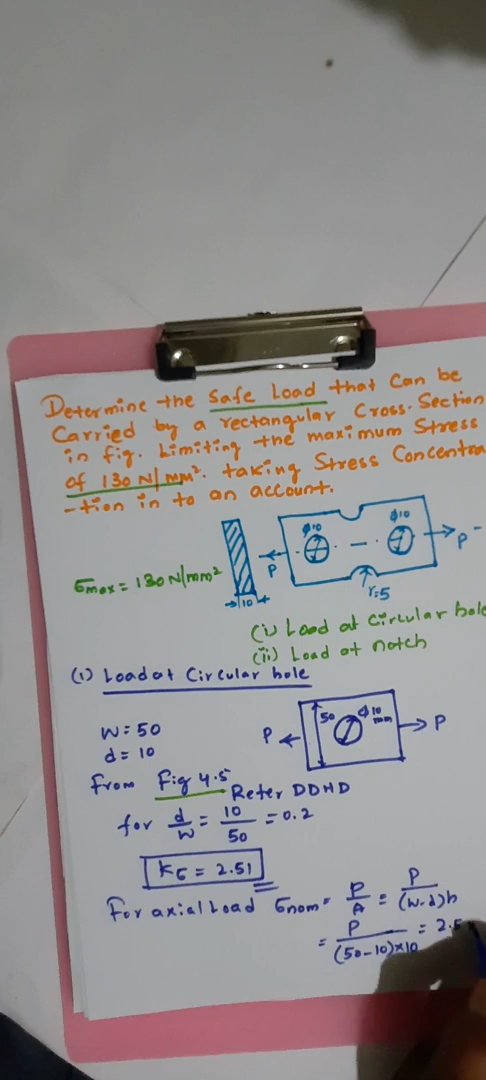 Determine the Safe Load that Can be
Carried by a rectangular Cross-Section
in fig. Limiting the maximum Stress
of 130 N/mm². taking Stress Concentra
-tion in to an account.
φ10 φ10
P P
r=5
10
σmax = 130 N/mm²
(i) Load at Circular hole
(ii) Load at notch
(i) Load at Circular hole
W = 50
d = 10
P 50 φ10 mm P
from Fig 4.5 Refer DDHD
for d/W = 10/50 = 0.2
Kσ = 2.51
For axial Load σnom = P/A = P/(W-d)h
= P/(50-10)×10 = 2.5